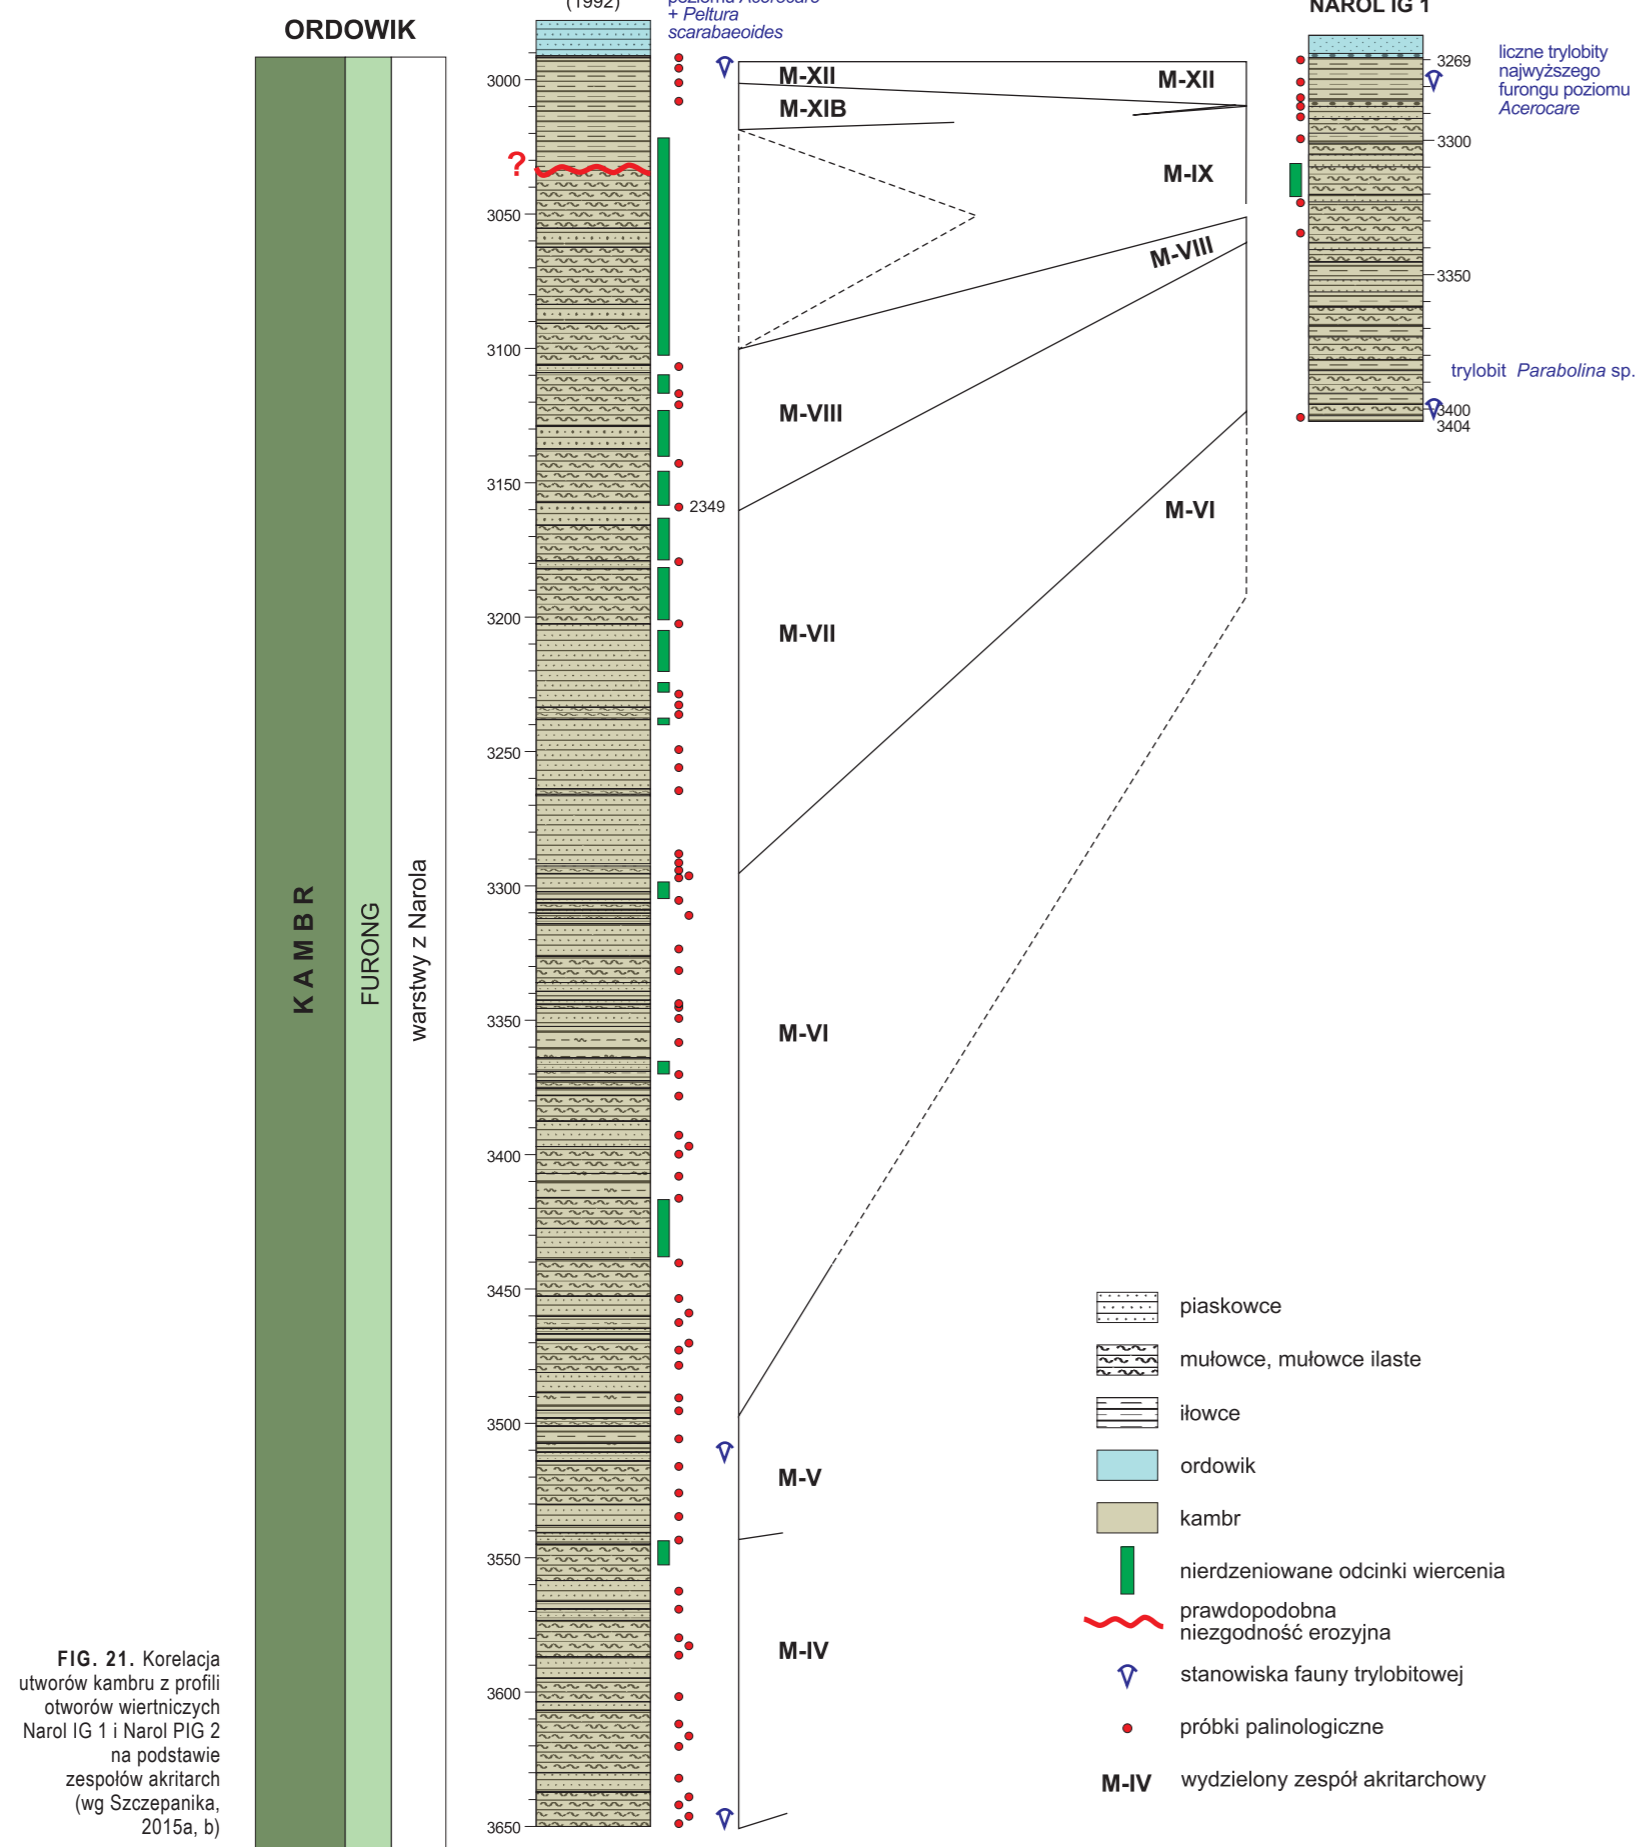 ORDOWIK
(1992)
poziomu Acerocare
+ Peltura
scarabaeoides
NAROL IG 1
liczne trylobity
najwyższego
furongu poziomu
Acerocare
KAMBR
FURONG
warstwy z Narola
3000
?
3050
3100
3150
3200
3250
3300
3350
3400
3450
3500
3550
3600
3650
2349
M-XII
M-XIB
M-VIII
M-VII
M-VI
M-V
M-IV
M-XII
M-IX
M-VIII
M-VI
3269
3300
3350
trylobit Parabolina sp.
3400
3404
piaskowce
mułowce, mułowce ilaste
iłowce
ordowik
kambr
nierdzeniowane odcinki wiercenia
prawdopodobna
niezgodność erozyjna
stanowiska fauny trylobitowej
próbki palinologiczne
M-IV wydzielony zespół akritarchowy
FIG. 21. Korelacja
utworów kambru z profili
otworów wiertniczych
Narol IG 1 i Narol PIG 2
na podstawie
zespołów akritarch
(wg Szczepanika,
2015a, b)